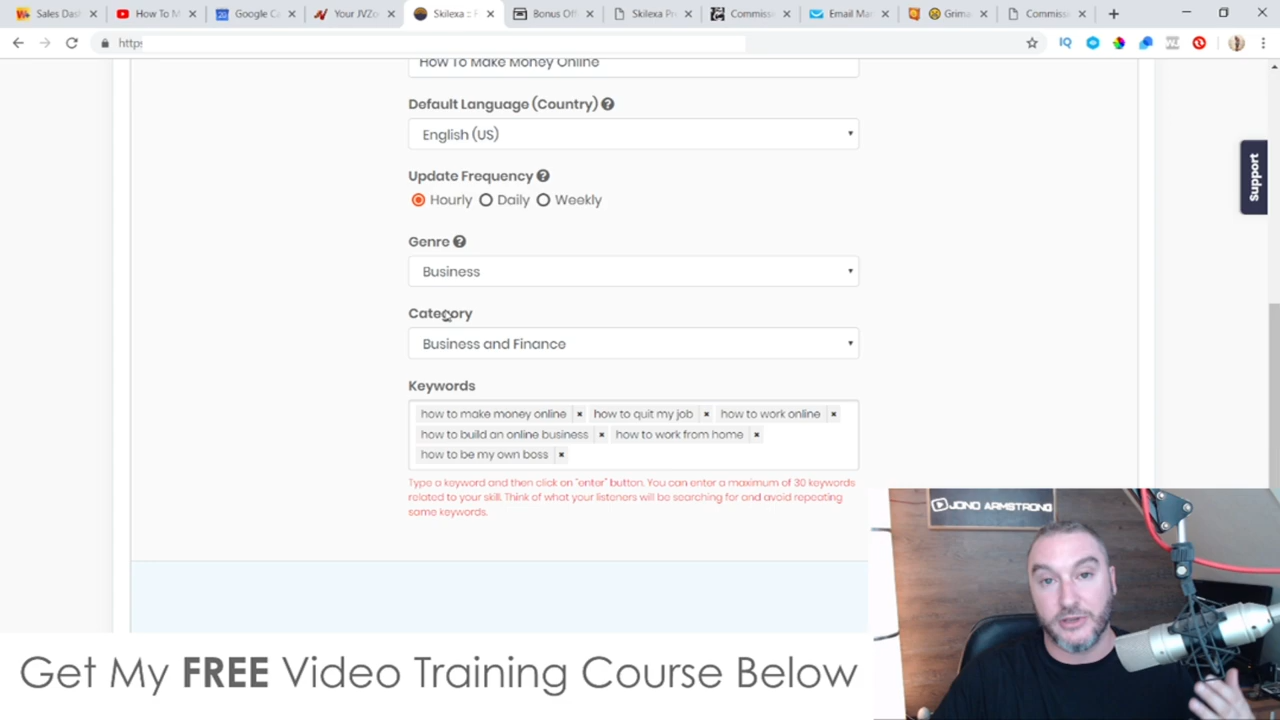 Sales Das
How To M
Google C
Your JVZo
Skilexa :: F
Bonus Off
Skilexa Pr
Commiss
Email Mar
Grima
Commiss
https
How To Make Money Online
Default Language (Country)
English (US)
Update Frequency
Hourly Daily Weekly
Genre
Business
Category
Business and Finance
Keywords
how to make money online × how to quit my job × how to work online ×
how to build an online business × how to work from home ×
how to be my own boss ×
Type a keyword and then click on "enter" button. You can enter a maximum of 30 keywords
related to your skill. Think of what your listeners will be searching for and avoid repeating
same keywords.
Support
JONO ARMSTRONG
Get My FREE Video Training Course Below